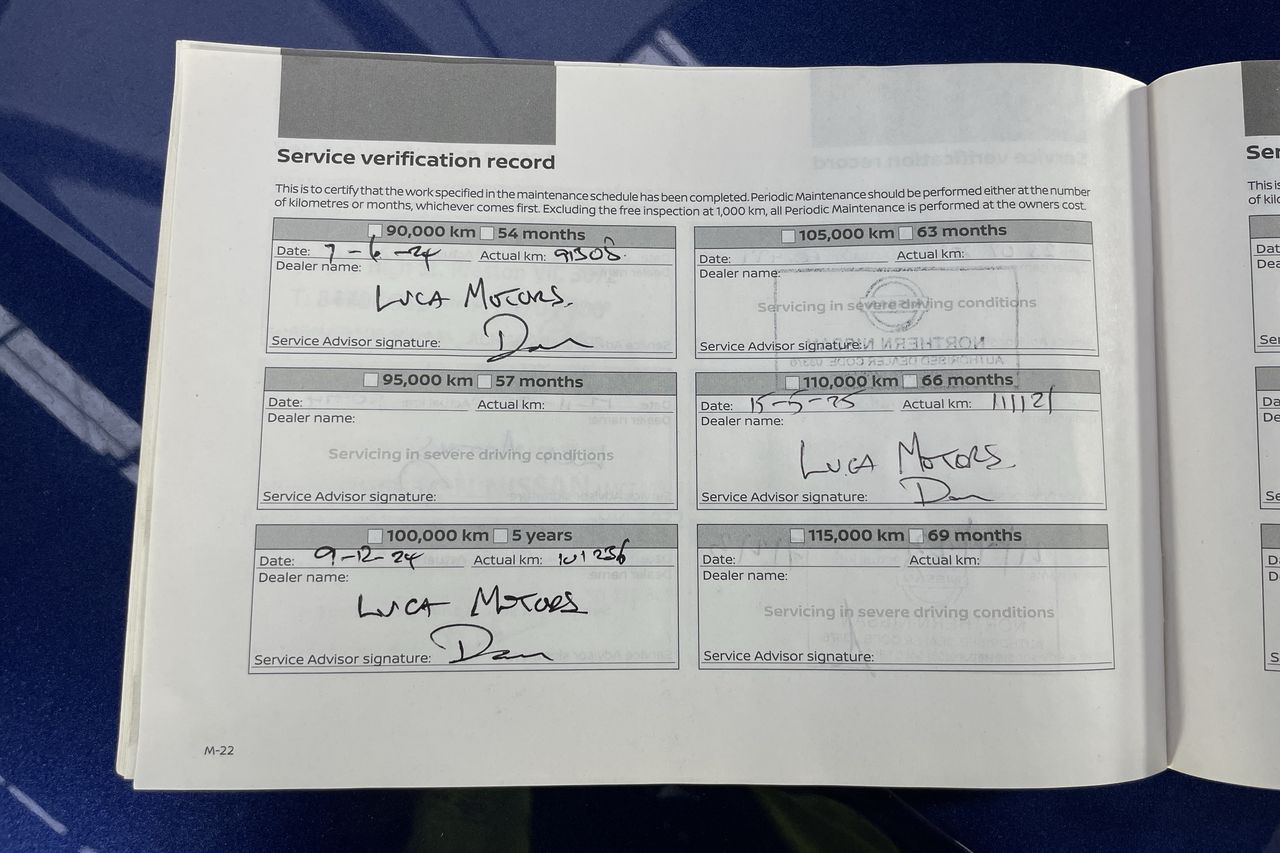 Service verification record
This is to certify that the work specified in the maintenance schedule has been completed. Periodic Maintenance should be performed either at the number
of kilometres or months, whichever comes first. Excluding the free inspection at 1,000 km, all Periodic Maintenance is performed at the owners cost.
90,000 km 54 months
Date: 7-6-24 Actual km: 91308
Dealer name:
LUCA MOTORS.
Service Advisor signature: Dan
95,000 km 57 months
Date: Actual km:
Dealer name:
Servicing in severe driving conditions
Service Advisor signature:
100,000 km 5 years
Date: 9-12-24 Actual km: 101236
Dealer name:
LUCA MOTORS
Service Advisor signature: Dan
105,000 km 63 months
Date: Actual km:
Dealer name:
Servicing in severe driving conditions
Service Advisor signature:
110,000 km 66 months
Date: 15-5-25 Actual km: 111121
Dealer name:
LUCA MOTORS
Dan
Service Advisor signature:
115,000 km 69 months
Date: Actual km:
Dealer name:
Servicing in severe driving conditions
Service Advisor signature:
M-22